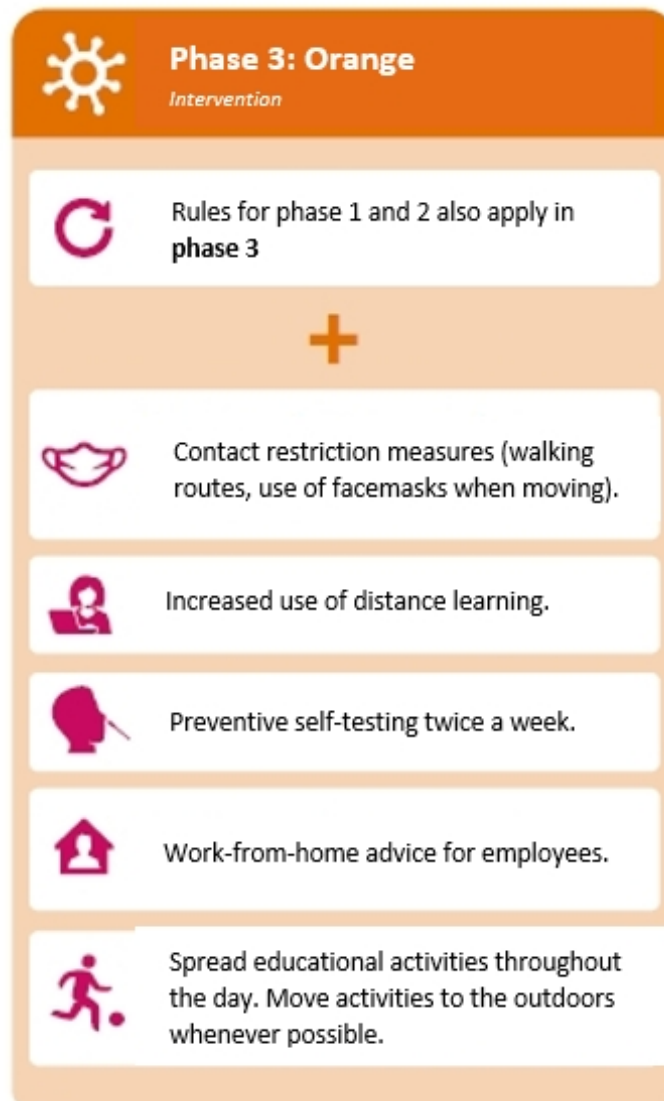 Phase 3: Orange
Intervention
Rules for phase 1 and 2 also apply in
phase 3
Contact restriction measures (walking
routes, use of facemasks when moving).
Increased use of distance learning.
Preventive self-testing twice a week.
Work-from-home advice for employees.
Spread educational activities throughout
the day. Move activities to the outdoors
whenever possible.